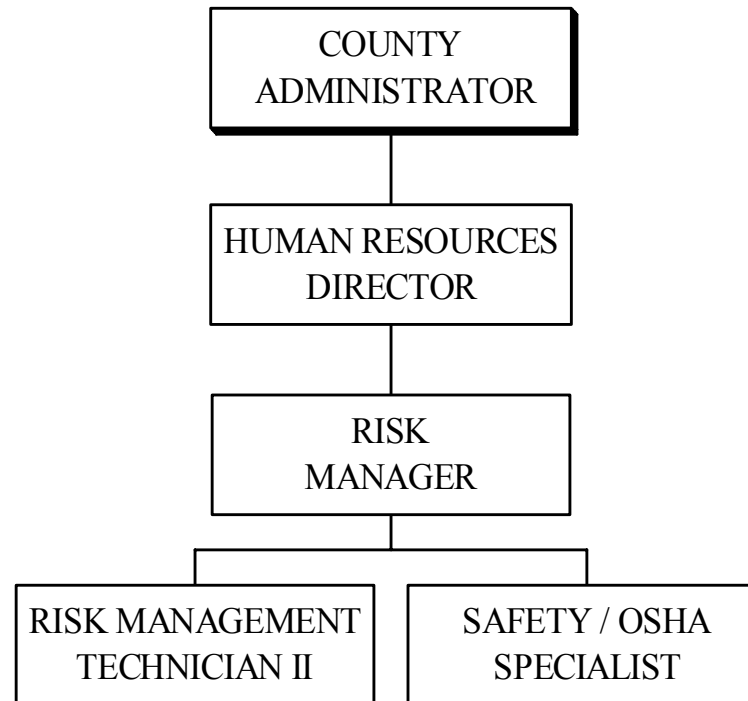 COUNTY
ADMINISTRATOR
HUMAN RESOURCES
DIRECTOR
RISK
MANAGER
RISK MANAGEMENT
TECHNICIAN II
SAFETY / OSHA
SPECIALIST